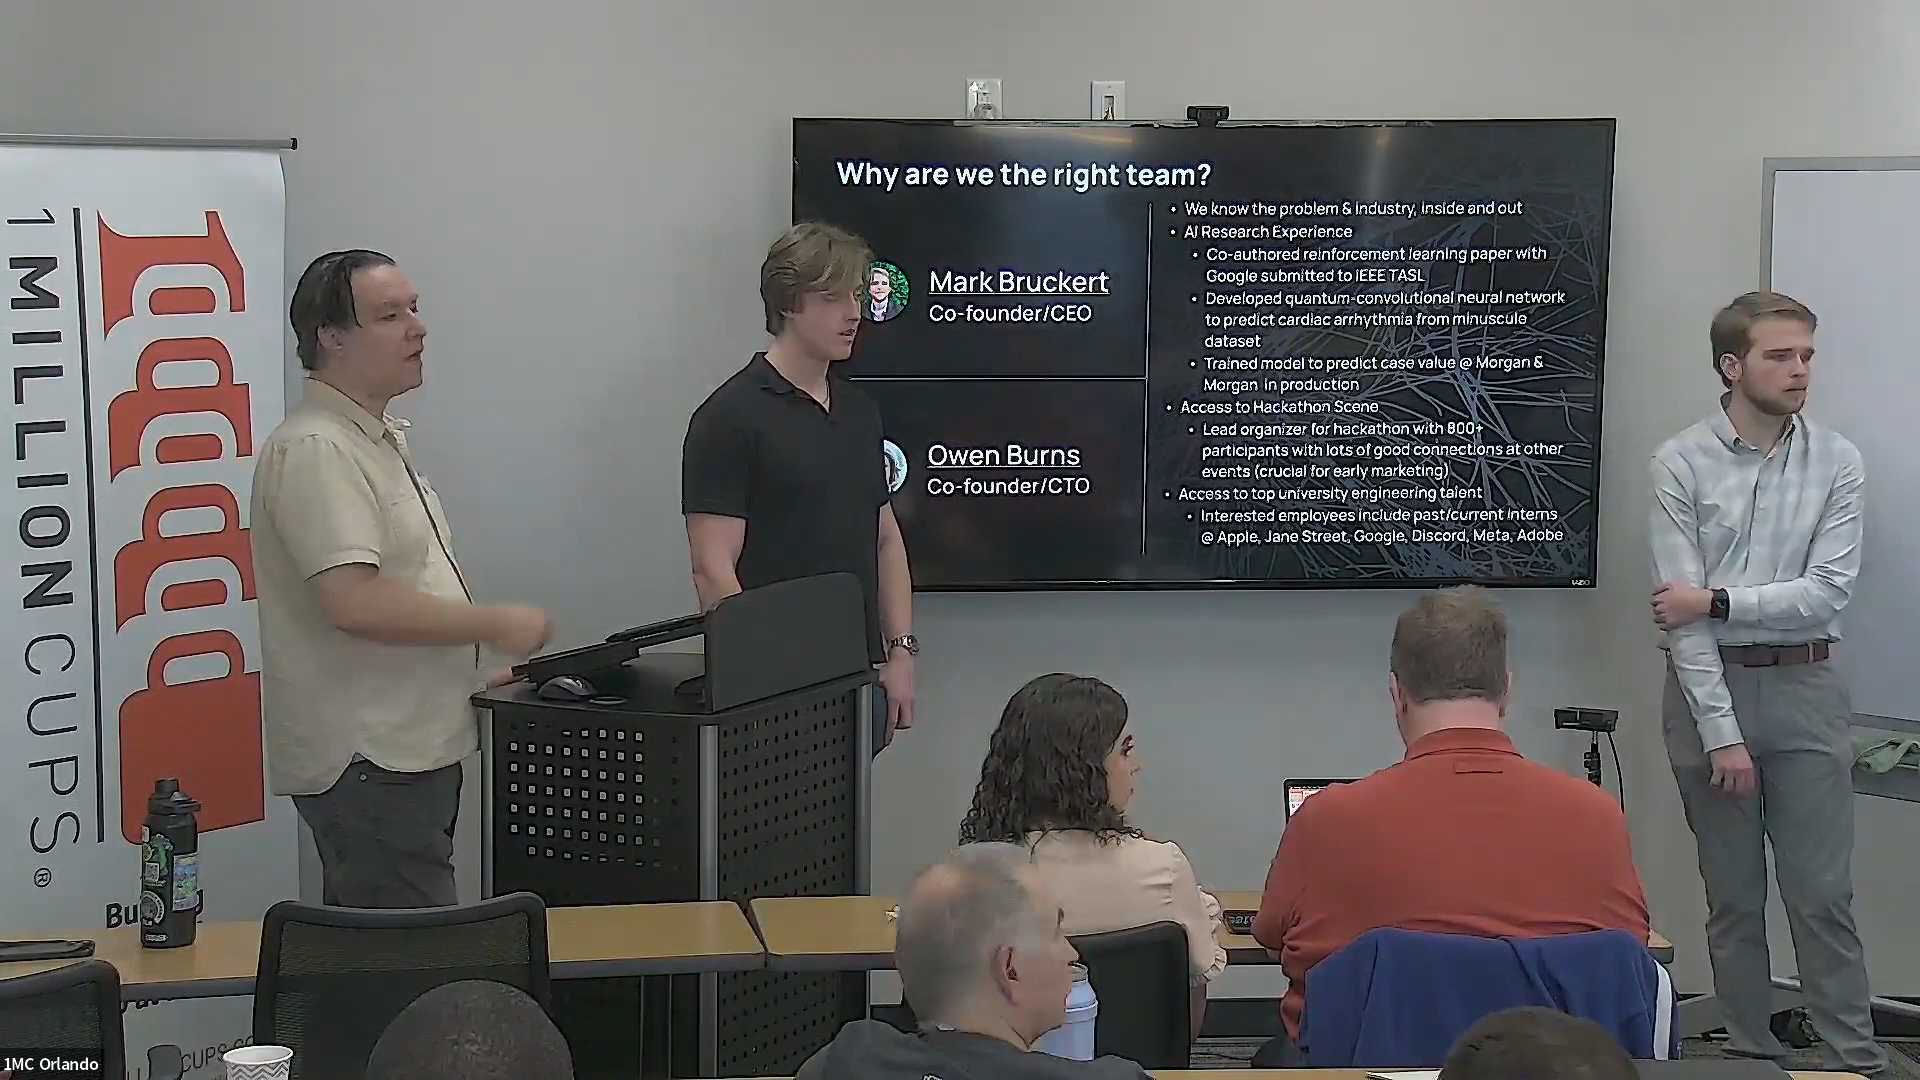 1 MILLION CUPS®
Why are we the right team?
Mark Bruckert
Co-founder/CEO
Owen Burns
Co-founder/CTO
• We know the problem & industry, inside and out
• AI Research Experience
• Co-authored reinforcement learning paper with
Google submitted to IEEE TASL
• Developed quantum-convolutional neural network
to predict cardiac arrhythmia from minuscule
dataset
• Trained model to predict case value @ Morgan &
Morgan in production
• Access to Hackathon Scene
• Lead organizer for hackathon with 800+
participants with lots of good connections at other
events (crucial for early marketing)
• Access to top university engineering talent
• Interested employees include past/current interns
@ Apple, Jane Street, Google, Discord, Meta, Adobe
VIZIO
1MC Orlando